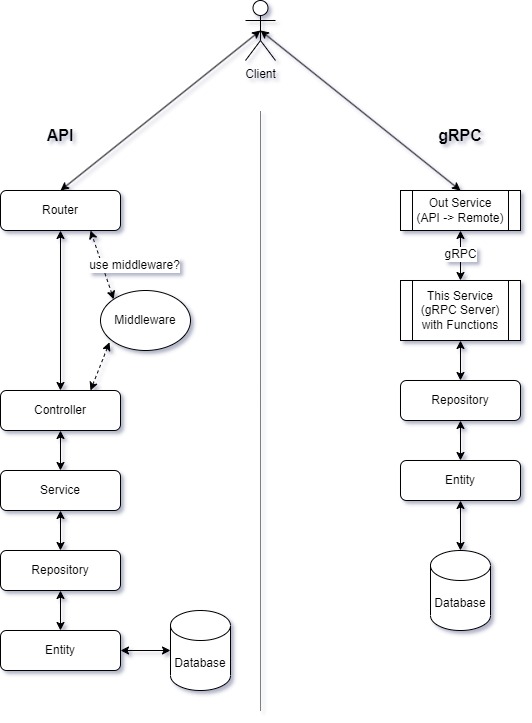 Client
API
Router
use middleware?
Middleware
Controller
Service
Repository
Entity
Database
gRPC
Out Service
(API -> Remote)
gRPC
This Service
(gRPC Server)
with Functions
Repository
Entity
Database